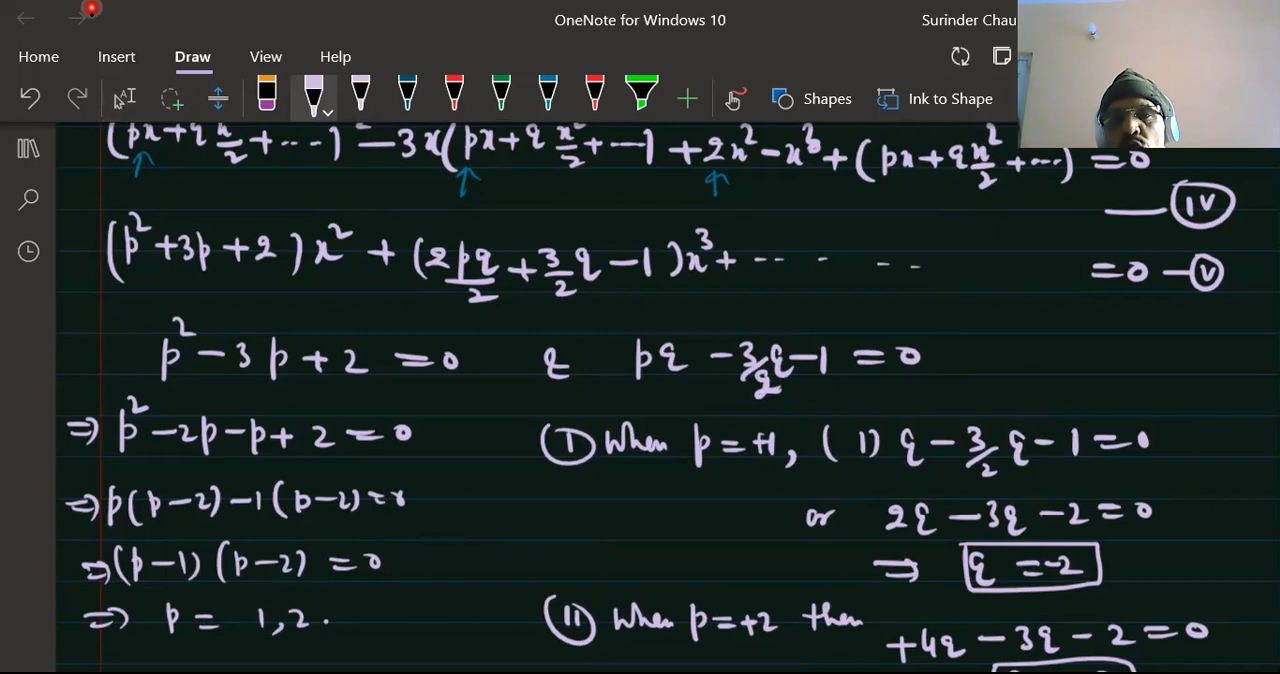 OneNote for Windows 10
Surinder Chau
Home Insert Draw View Help
Shapes Ink to Shape
(px+q x²/2+---) -3x(px+q x²/2+---) +2x²-x³+(px+q x²/2+---) =0
— IV
(p²+3p+2)x² + (2pq/2+3/2 q-1)x³+-- - -- =0 —V
p²-3p+2 =0 & pq -3/2 q-1 =0
⇒ p²-2p-p+2=0 (I) When p=+1, (1) q-3/2 q-1=0
⇒p(p-2)-1(p-2)=0 or 2q-3q-2=0
⇒(p-1)(p-2)=0 ⇒ q=-2
⇒ p= 1,2. (II) When p=+2 then
+4q-3q-2=0